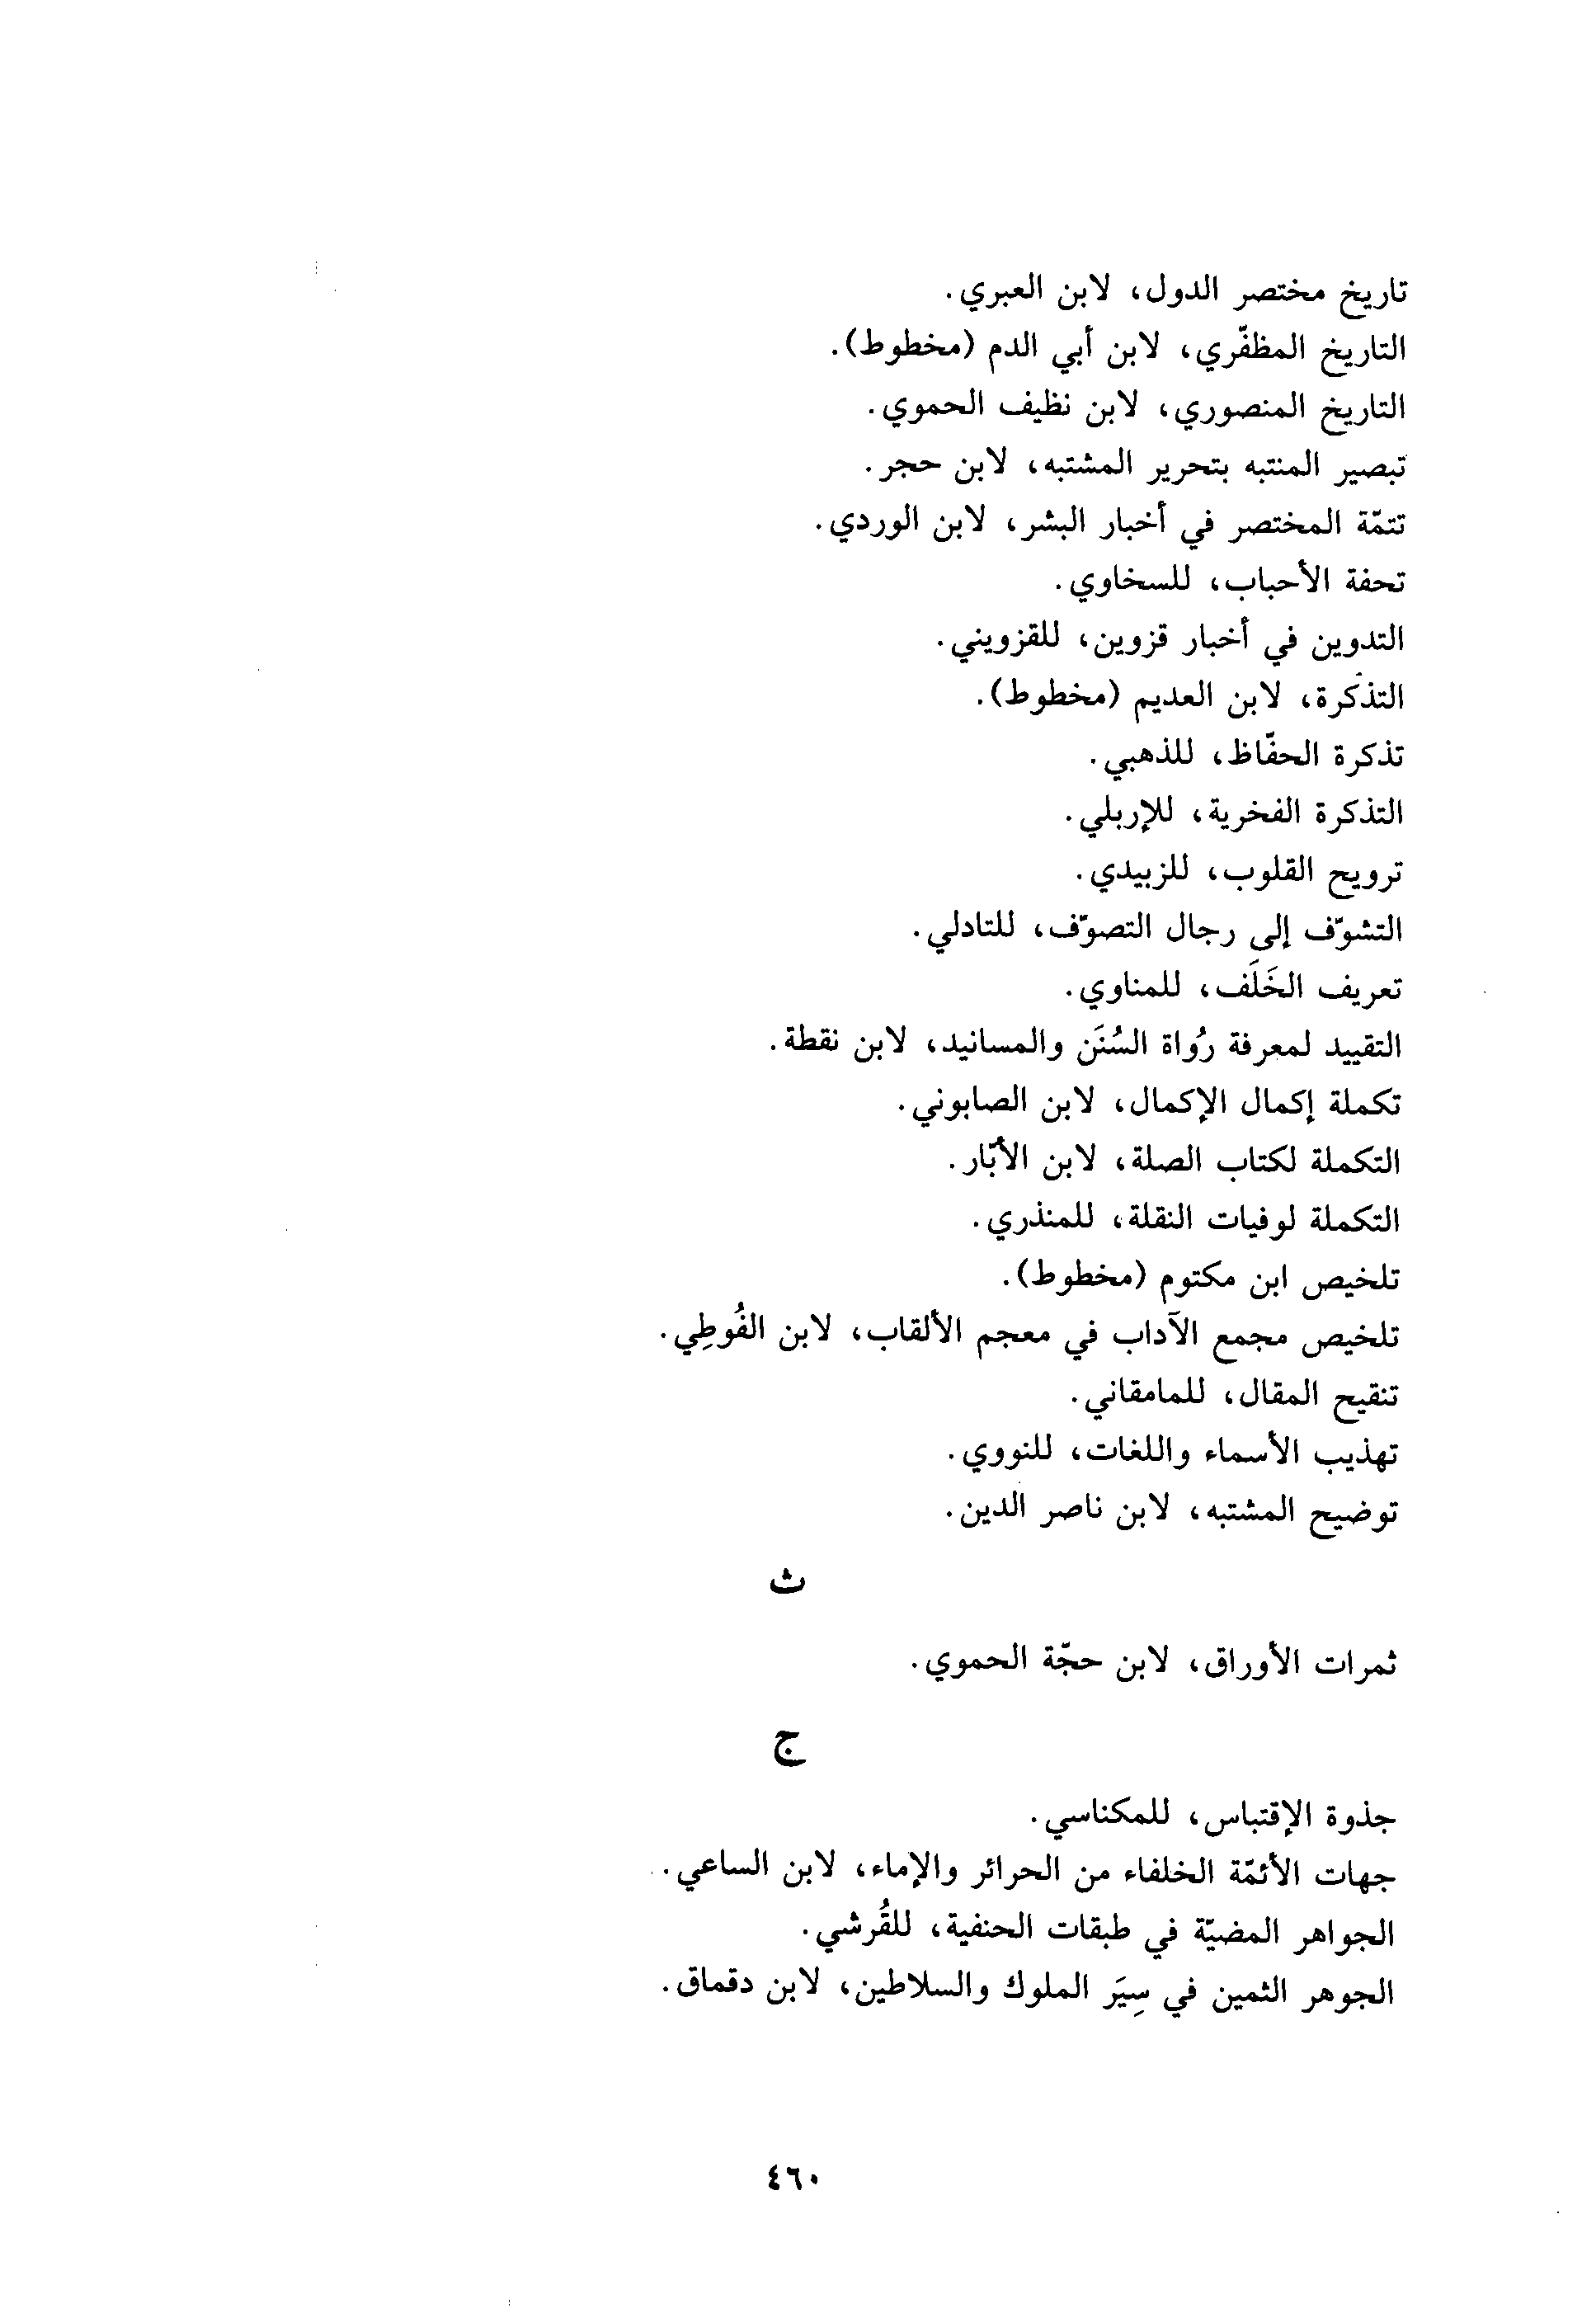 تاريخ مختصر الدول، لابن العبري.
التاريخ المظفّري، لابن أبي الدم (مخطوط).
التاريخ المنصوري، لابن نظيف الحموي.
تبصير المنتبه بتحرير المشتبه، لابن حجر.
تتمّة المختصر في أخبار البشر، لابن الوردي.
تحفة الأحباب، للسخاوي.
التدوين في أخبار قزوين، للقزويني.
التذكرة، لابن العديم (مخطوط).
تذكرة الحفّاظ، للذهبي.
التذكرة الفخرية، للإربلي.
ترويح القلوب، للزبيدي.
التشوّف إلى رجال التصوّف، للتادلي.
تعريف الخَلَف، للمناوي.
التقييد لمعرفة رُواة السُنَن والمسانيد، لابن نقطة.
تكملة إكمال الإكمال، لابن الصابوني.
التكملة لكتاب الصلة، لابن الأبّار.
التكملة لوفيات النقلة، للمنذري.
تلخيص ابن مكتوم (مخطوط).
تلخيص مجمع الآداب في معجم الألقاب، لابن الفُوطِي.
تنقيح المقال، للمامقاني.
تهذيب الأسماء واللغات، للنووي.
توضيح المشتبه، لابن ناصر الدين.
ث
ثمرات الأوراق، لابن حجّة الحموي.
ج
جذوة الإقتباس، للمكناسي.
جهات الأئمّة الخلفاء من الحرائر والإماء، لابن الساعي.
الجواهر المضيّة في طبقات الحنفية، للقُرشي.
الجوهر الثمين في سِيَر الملوك والسلاطين، لابن دقماق.
٤٦٠